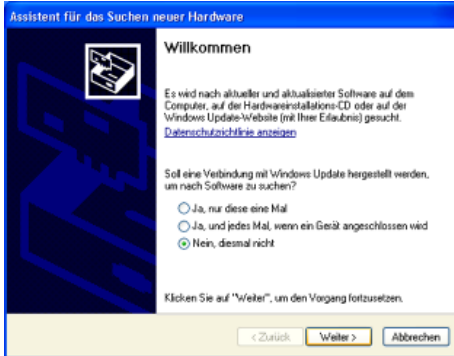 Assistent für das Suchen neuer Hardware
Willkommen
Es wird nach aktueller und aktualisierter Software auf dem
Computer, auf der Hardwareinstallations-CD oder auf der
Windows Update-Website (mit Ihrer Erlaubnis) gesucht.
Datenschutzrichtlinie anzeigen
Soll eine Verbindung mit Windows Update hergestellt werden,
um nach Software zu suchen?
Ja, nur diese eine Mal
Ja, und jedes Mal, wenn ein Gerät angeschlossen wird
Nein, diesmal nicht
Klicken Sie auf "Weiter", um den Vorgang fortzusetzen.
< Zurück Weiter > Abbrechen